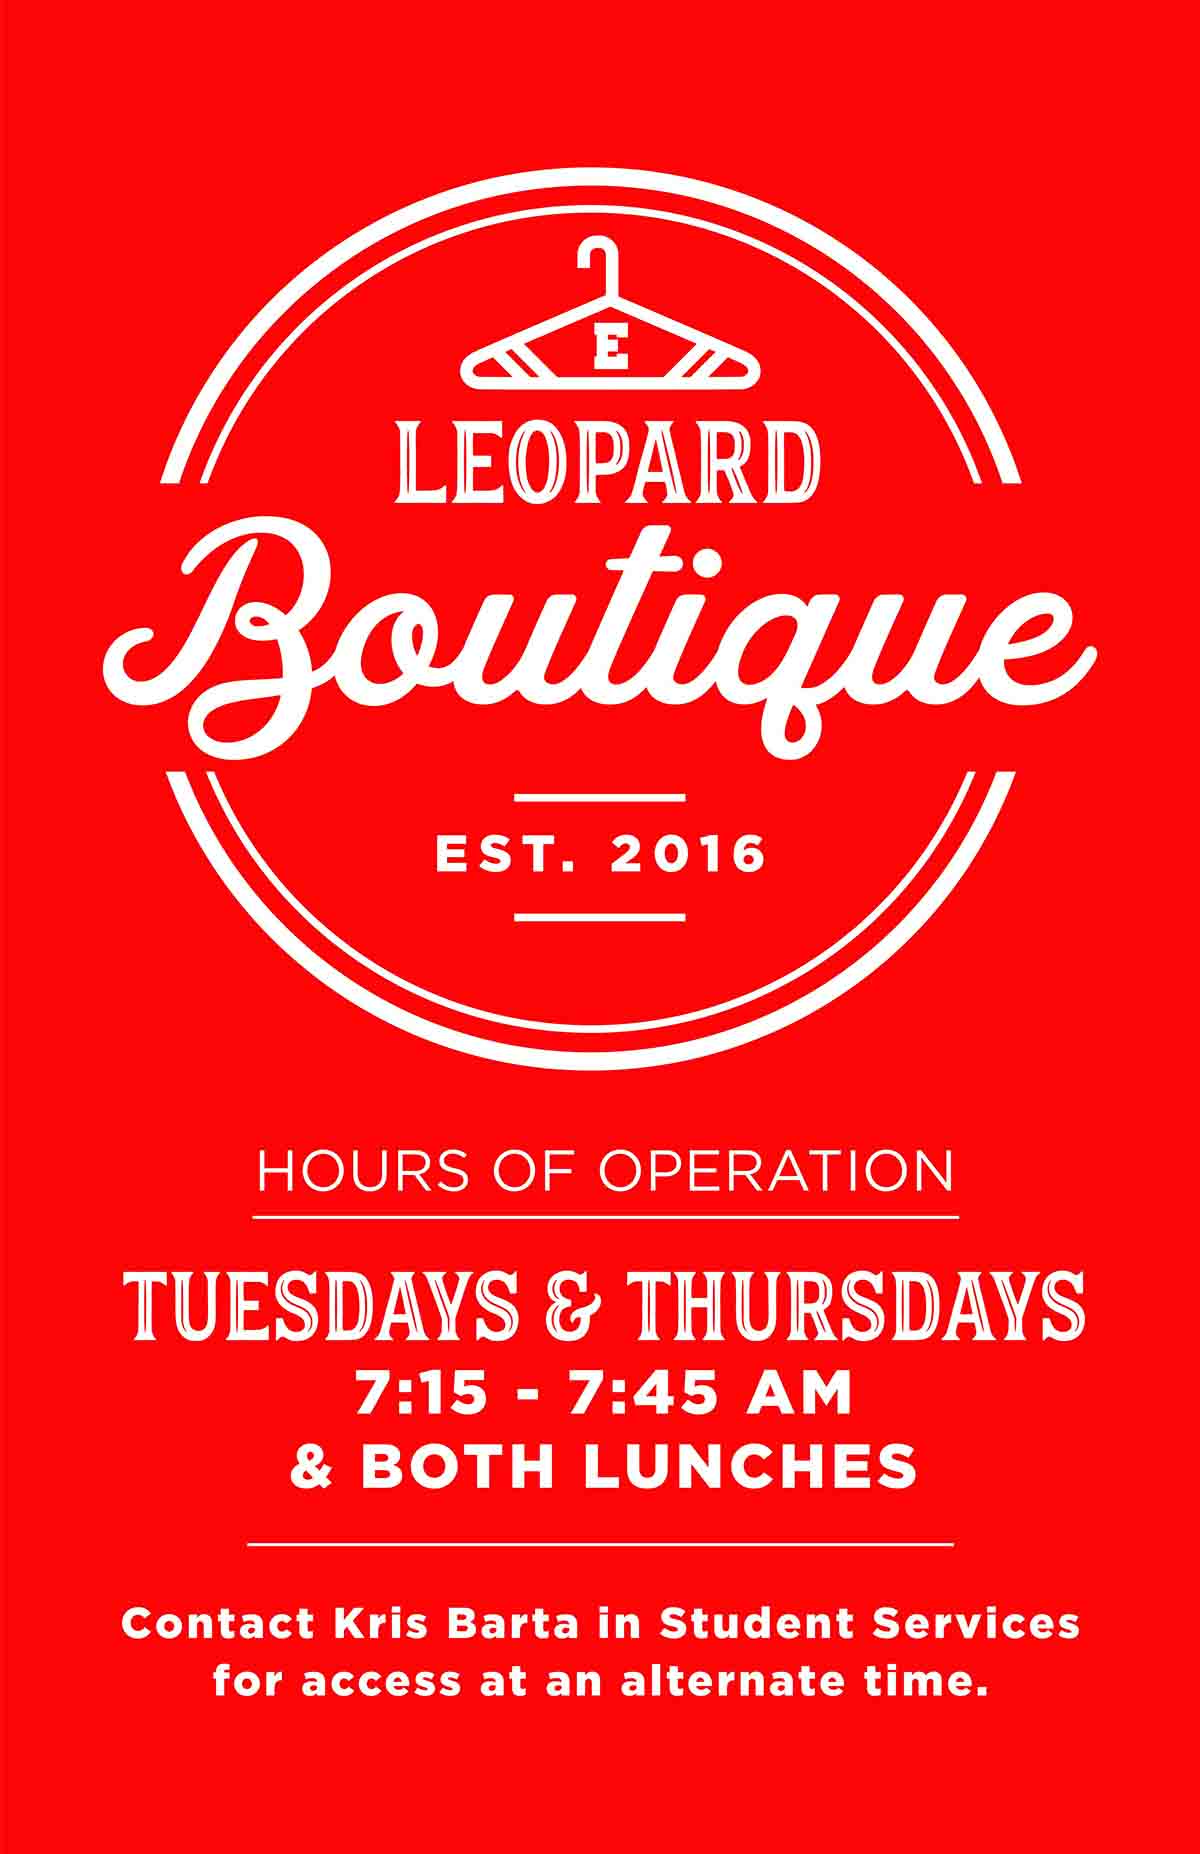 E
LEOPARD
Boutique
EST. 2016
HOURS OF OPERATION
TUESDAYS & THURSDAYS
7:15 - 7:45 AM
& BOTH LUNCHES
Contact Kris Barta in Student Services
for access at an alternate time.